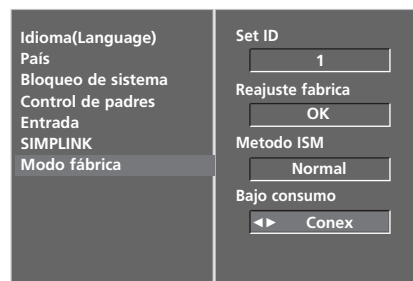 Idioma(Language)
País
Bloqueo de sistema
Control de padres
Entrada
SIMPLINK
Modo fábrica
Set ID
1
Reajuste fabrica
OK
Metodo ISM
Normal
Bajo consumo
◄► Conex